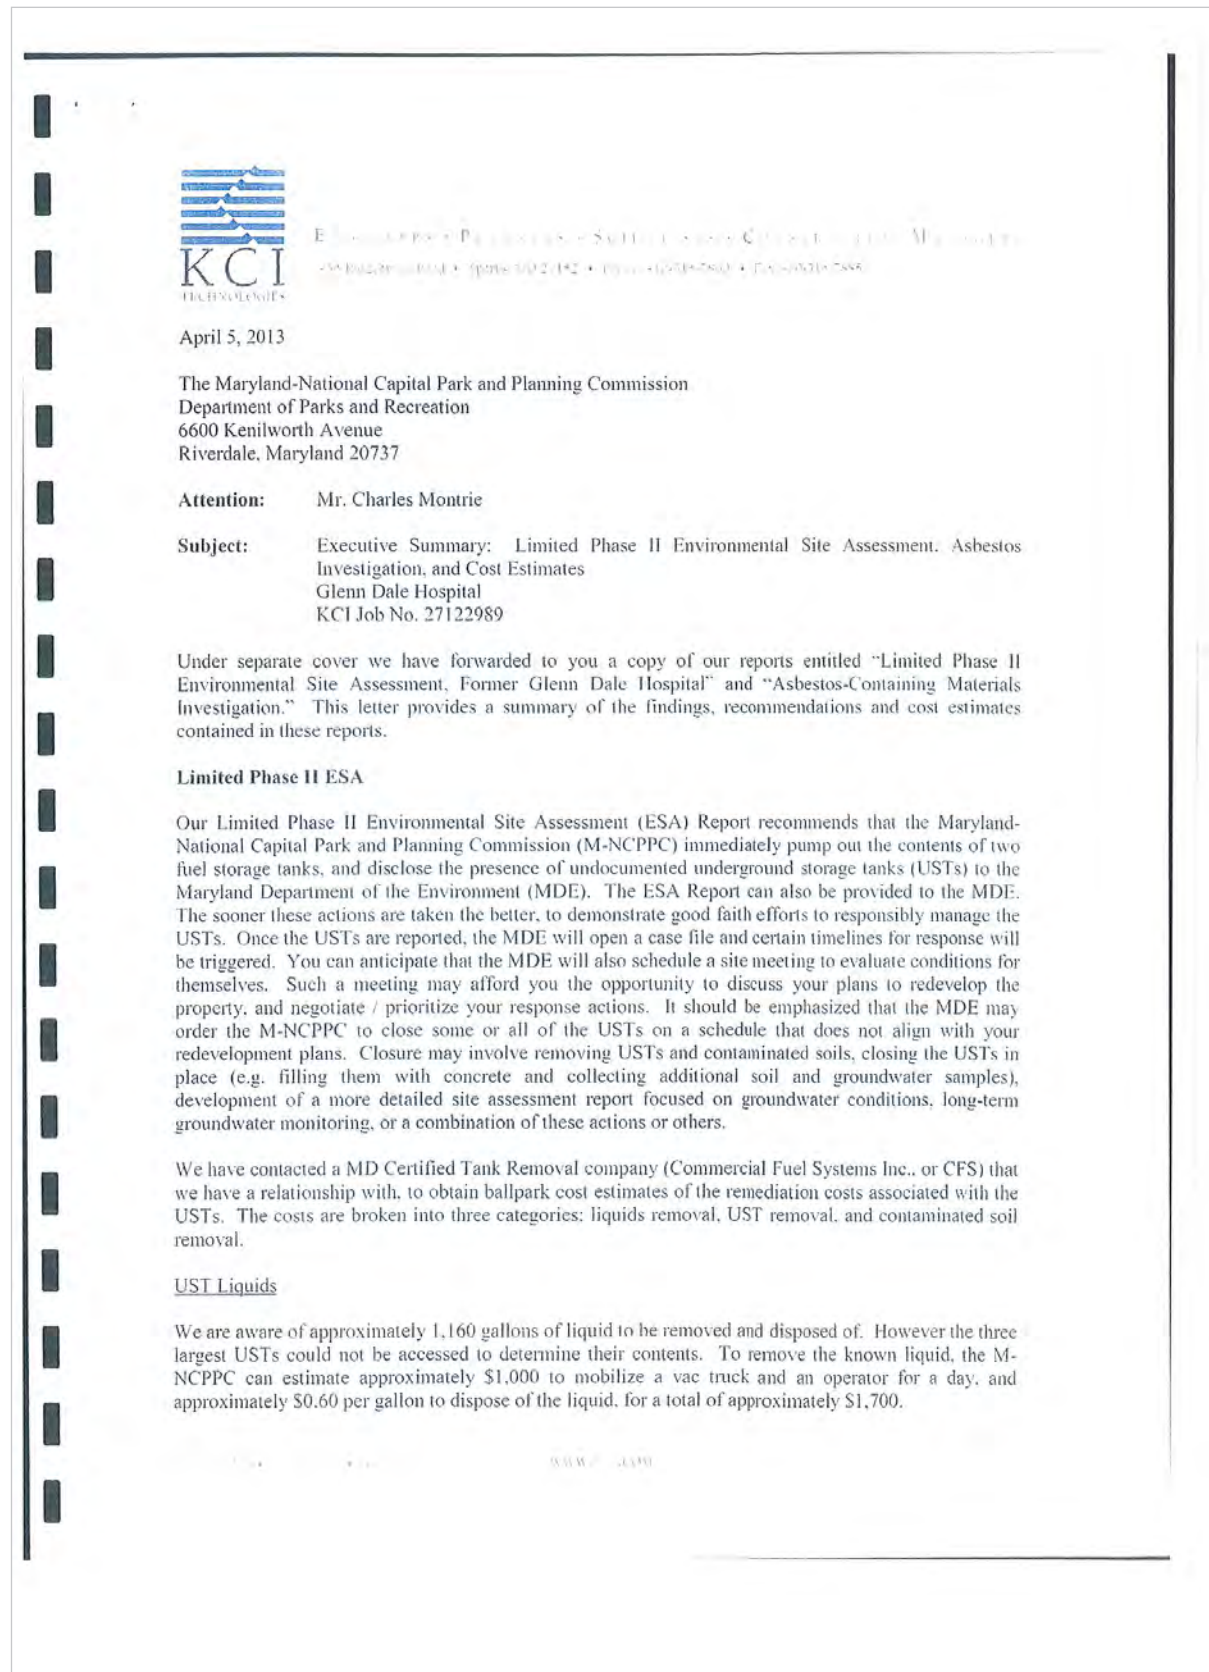 KCI
TECHNOLOGIES
April 5, 2013
The Maryland-National Capital Park and Planning Commission
Department of Parks and Recreation
6600 Kenilworth Avenue
Riverdale, Maryland 20737
Attention: Mr. Charles Montrie
Subject: Executive Summary: Limited Phase II Environmental Site Assessment, Asbestos
Investigation, and Cost Estimates
Glenn Dale Hospital
KCI Job No. 27122989
Under separate cover we have forwarded to you a copy of our reports entitled "Limited Phase II
Environmental Site Assessment, Former Glenn Dale Hospital" and "Asbestos-Containing Materials
Investigation." This letter provides a summary of the findings, recommendations and cost estimates
contained in these reports.
Limited Phase II ESA
Our Limited Phase II Environmental Site Assessment (ESA) Report recommends that the Maryland-
National Capital Park and Planning Commission (M-NCPPC) immediately pump out the contents of two
fuel storage tanks, and disclose the presence of undocumented underground storage tanks (USTs) to the
Maryland Department of the Environment (MDE). The ESA Report can also be provided to the MDE.
The sooner these actions are taken the better, to demonstrate good faith efforts to responsibly manage the
USTs. Once the USTs are reported, the MDE will open a case file and certain timelines for response will
be triggered. You can anticipate that the MDE will also schedule a site meeting to evaluate conditions for
themselves. Such a meeting may afford you the opportunity to discuss your plans to redevelop the
property, and negotiate / prioritize your response actions. It should be emphasized that the MDE may
order the M-NCPPC to close some or all of the USTs on a schedule that does not align with your
redevelopment plans. Closure may involve removing USTs and contaminated soils, closing the USTs in
place (e.g. filling them with concrete and collecting additional soil and groundwater samples),
development of a more detailed site assessment report focused on groundwater conditions, long-term
groundwater monitoring, or a combination of these actions or others.
We have contacted a MD Certified Tank Removal company (Commercial Fuel Systems Inc., or CFS) that
we have a relationship with, to obtain ballpark cost estimates of the remediation costs associated with the
USTs. The costs are broken into three categories: liquids removal, UST removal, and contaminated soil
removal.
UST Liquids
We are aware of approximately 1,160 gallons of liquid to be removed and disposed of. However the three
largest USTs could not be accessed to determine their contents. To remove the known liquid, the M-
NCPPC can estimate approximately $1,000 to mobilize a vac truck and an operator for a day, and
approximately $0.60 per gallon to dispose of the liquid, for a total of approximately $1,700.